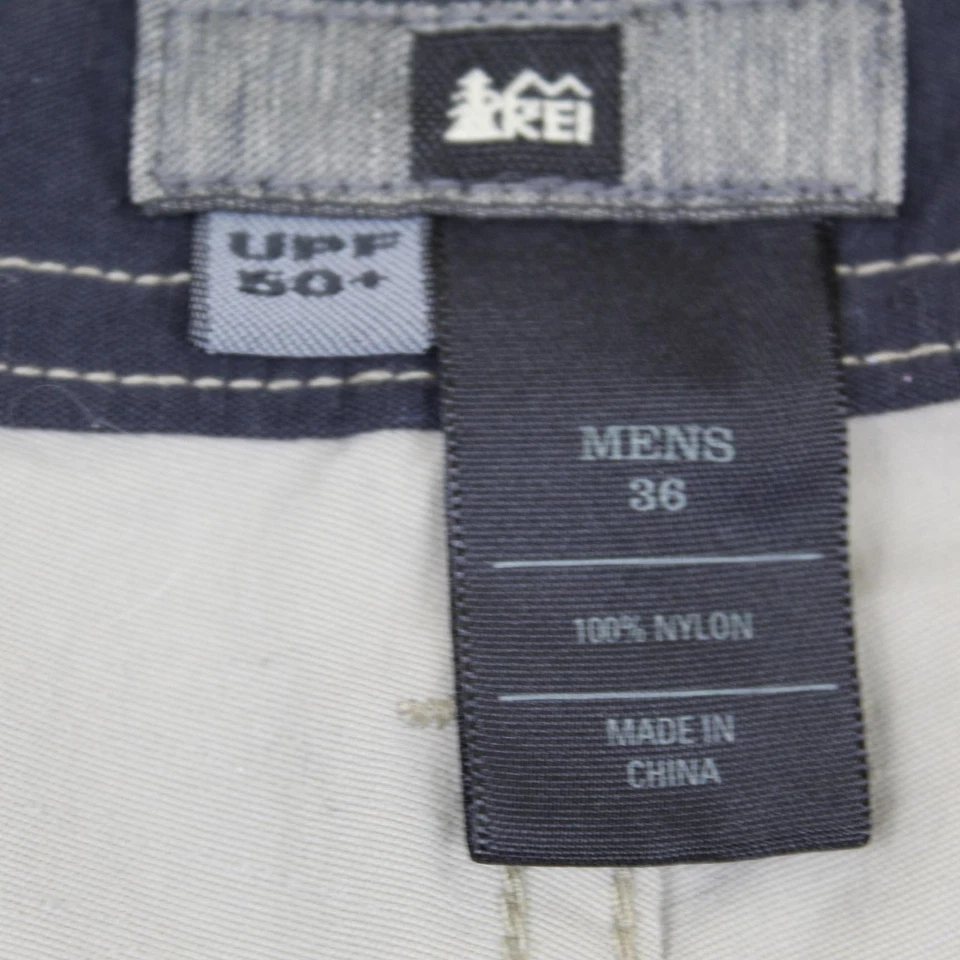 REI
UPF
50+
MENS
36
100% NYLON
MADE IN
CHINA